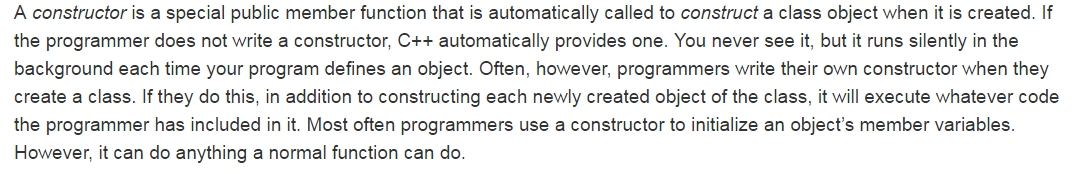 A constructor is a special public member function that is automatically called to construct a class object when it is created. If
the programmer does not write a constructor, C++ automatically provides one. You never see it, but it runs silently in the
background each time your program defines an object. Often, however, programmers write their own constructor when they
create a class. If they do this, in addition to constructing each newly created object of the class, it will execute whatever code
the programmer has included in it. Most often programmers use a constructor to initialize an object’s member variables.
However, it can do anything a normal function can do.